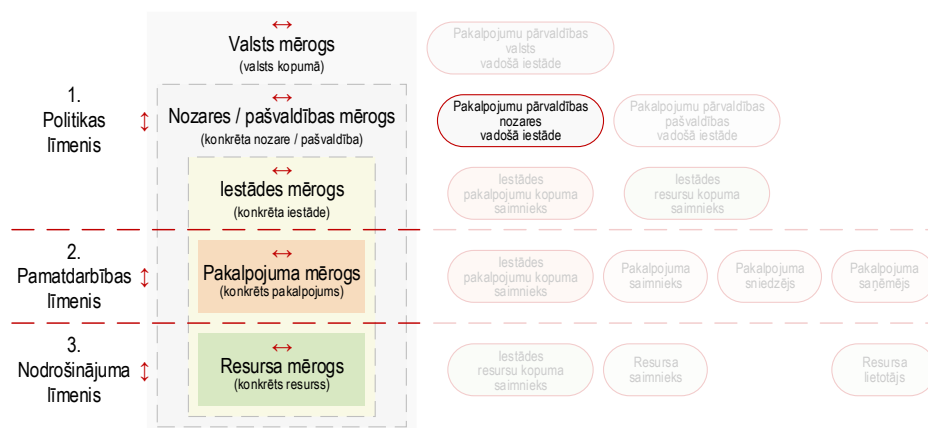 Valsts mērogs
(valsts kopumā)
Pakalpojumu pārvaldības
valsts
vadošā iestāde
1.
Politikas
līmenis
Nozares / pašvaldības mērogs
(konkrēta nozare / pašvaldība)
Pakalpojumu pārvaldības
nozares
vadošā iestāde
Pakalpojumu pārvaldības
pašvaldības
vadošā iestāde
Iestādes mērogs
(konkrēta iestāde)
Iestādes
pakalpojumu kopuma
saimnieks
Iestādes
resursu kopuma
saimnieks
2.
Pamatdarbības
līmenis
Pakalpojuma mērogs
(konkrēts pakalpojums)
Iestādes
pakalpojumu kopuma
saimnieks
Pakalpojuma
saimnieks
Pakalpojuma
sniedzējs
Pakalpojuma
saņēmējs
3.
Nodrošinājuma
līmenis
Resursa mērogs
(konkrēts resurss)
Iestādes
resursu kopuma
saimnieks
Resursa
saimnieks
Resursa
lietotājs